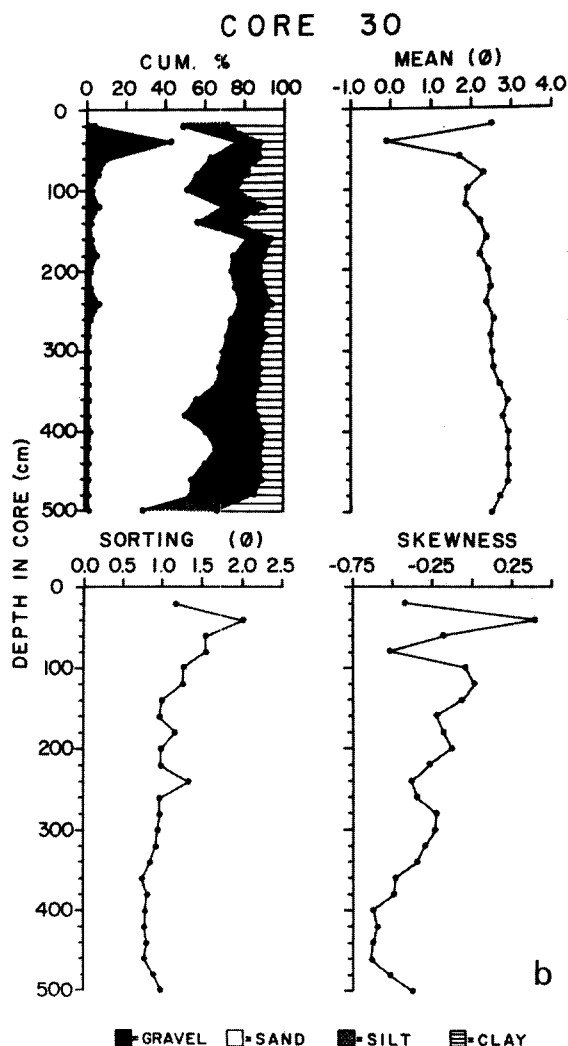 CORE 30
CUM. %
0 20 40 60 80 100
0
100
200
300
400
500
MEAN (Ø)
-1.0 0.0 1.0 2.0 3.0 4.0
DEPTH IN CORE (cm)
SORTING (Ø)
0.0 0.5 1.0 1.5 2.0 2.5
0
100
200
300
400
500
SKEWNESS
-0.75 -0.25 0.25
b
=GRAVEL =SAND =SILT =CLAY